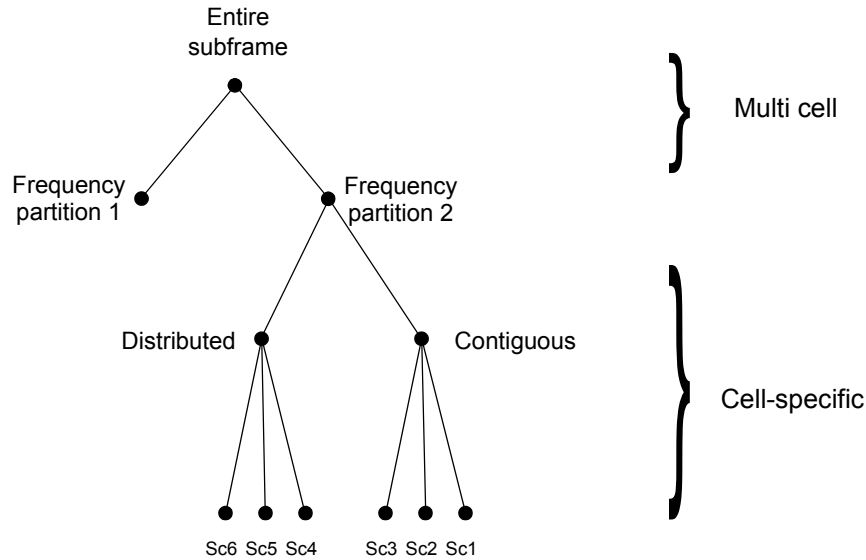 Entire
subframe
Multi cell
Frequency
partition 1
Frequency
partition 2
Distributed
Contiguous
Cell-specific
Sc6 Sc5 Sc4 Sc3 Sc2 Sc1